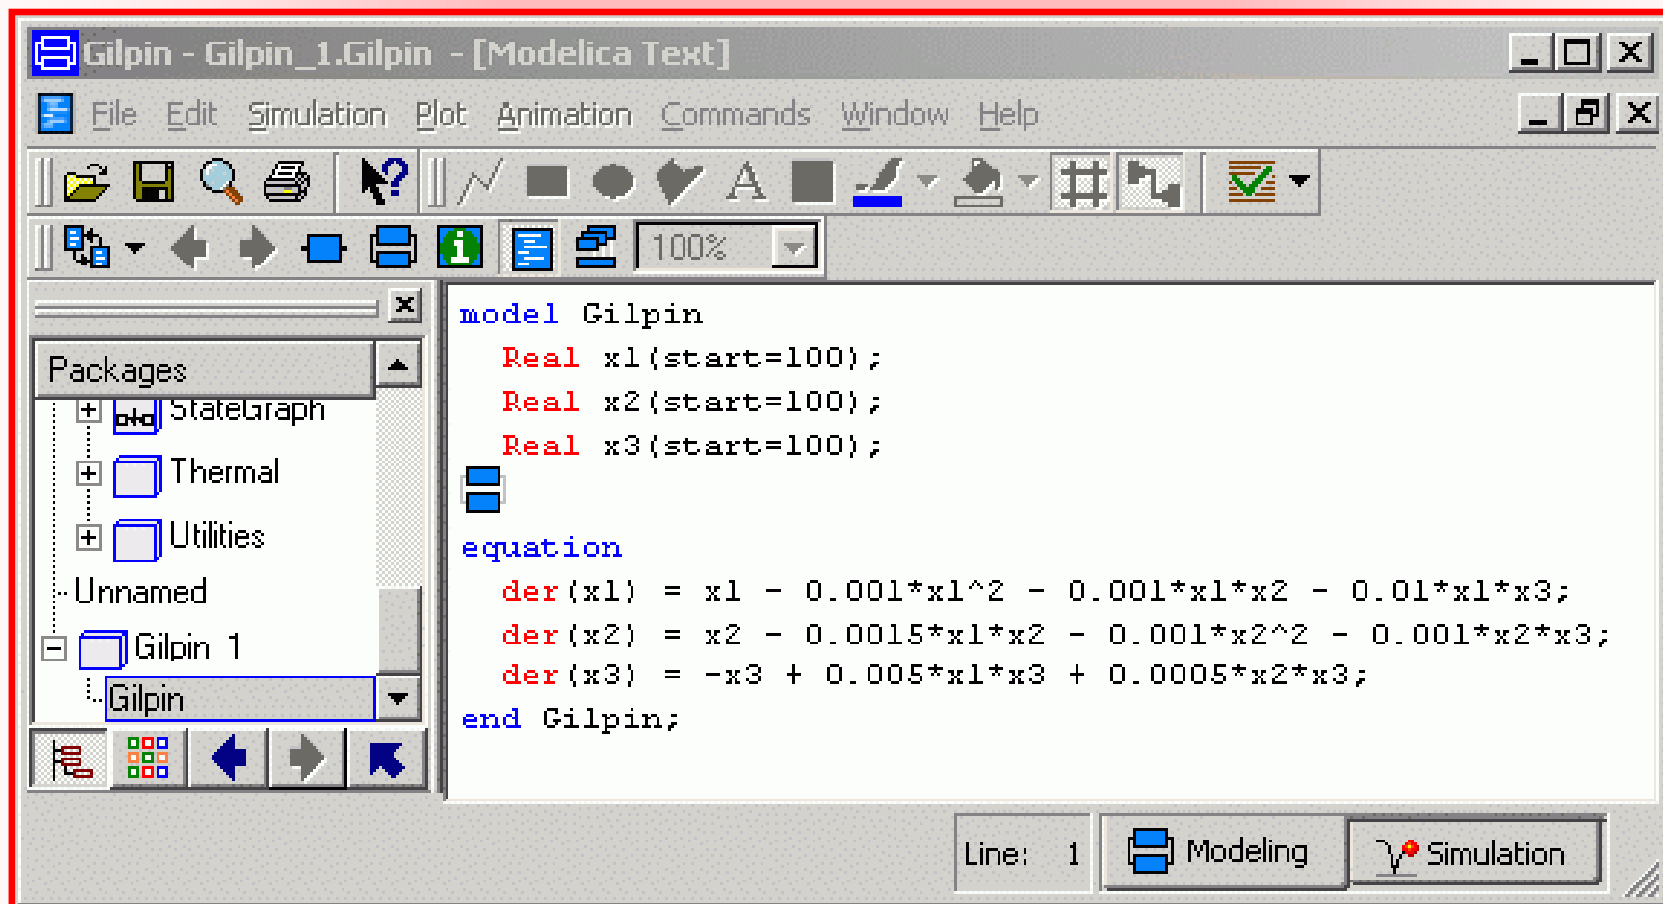 Gilpin - Gilpin_1.Gilpin - [Modelica Text]
File Edit Simulation Plot Animation Commands Window Help
100%
Packages
StateGraph
Thermal
Utilities
Unnamed
Gilpin_1
Gilpin
model Gilpin
Real x1(start=100);
Real x2(start=100);
Real x3(start=100);
equation
der(x1) = x1 - 0.001*x1^2 - 0.001*x1*x2 - 0.01*x1*x3;
der(x2) = x2 - 0.0015*x1*x2 - 0.001*x2^2 - 0.001*x2*x3;
der(x3) = -x3 + 0.005*x1*x3 + 0.0005*x2*x3;
end Gilpin;
Line: 1 Modeling Simulation